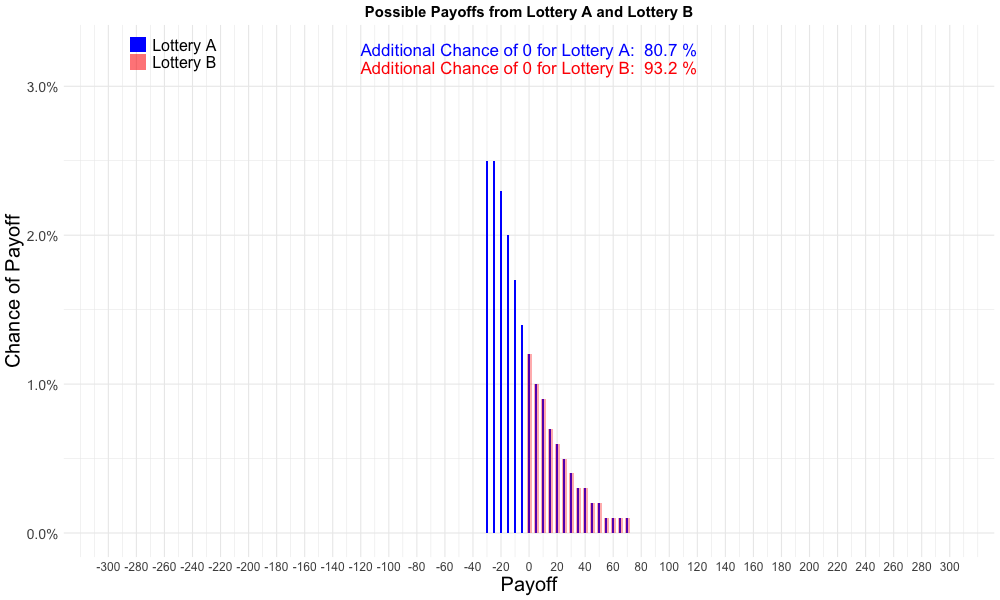 Possible Payoffs from Lottery A and Lottery B
Lottery A
Lottery B
Additional Chance of 0 for Lottery A: 80.7 %
Additional Chance of 0 for Lottery B: 93.2 %
3.0%
2.0%
1.0%
0.0%
Chance of Payoff
-300 -280 -260 -240 -220 -200 -180 -160 -140 -120 -100 -80 -60 -40 -20 0 20 40 60 80 100 120 140 160 180 200 220 240 260 280 300
Payoff